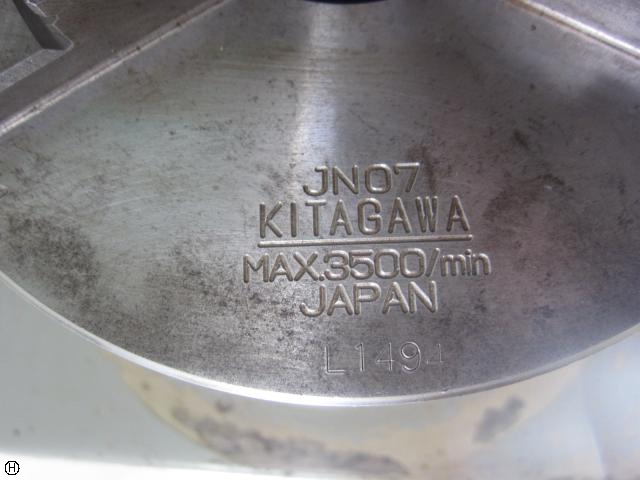 JN07
KITAGAWA
MAX.3500/min
JAPAN
L1494
H